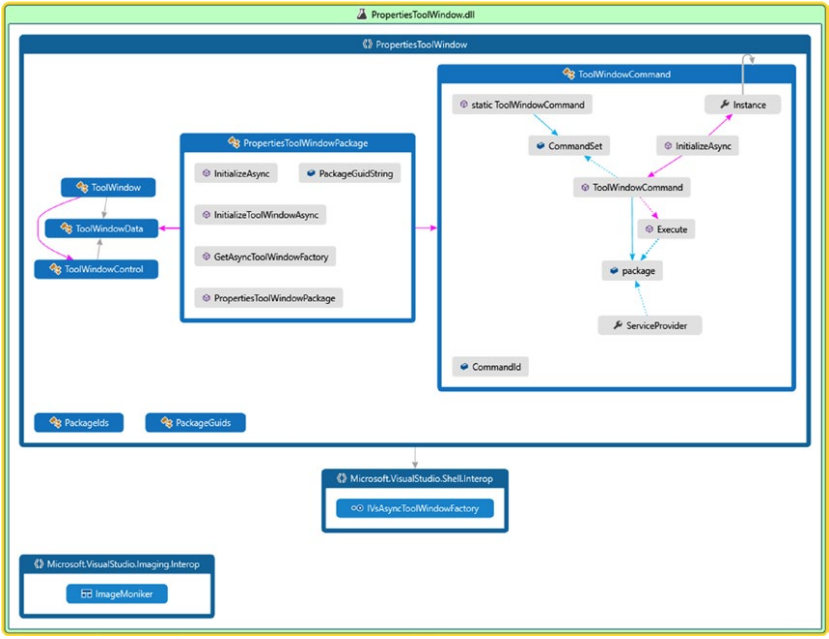 PropertiesToolWindow.dll
PropertiesToolWindow
ToolWindowCommand
static ToolWindowCommand
Instance
CommandSet
InitializeAsync
ToolWindowCommand
Execute
package
ServiceProvider
CommandId
PropertiesToolWindowPackage
InitializeAsync
PackageGuidString
InitializeToolWindowAsync
GetAsyncToolWindowFactory
PropertiesToolWindowPackage
ToolWindow
ToolWindowData
ToolWindowControl
PackageIds
PackageGuids
Microsoft.VisualStudio.Shell.Interop
IVsAsyncToolWindowFactory
Microsoft.VisualStudio.Imaging.Interop
ImageMoniker